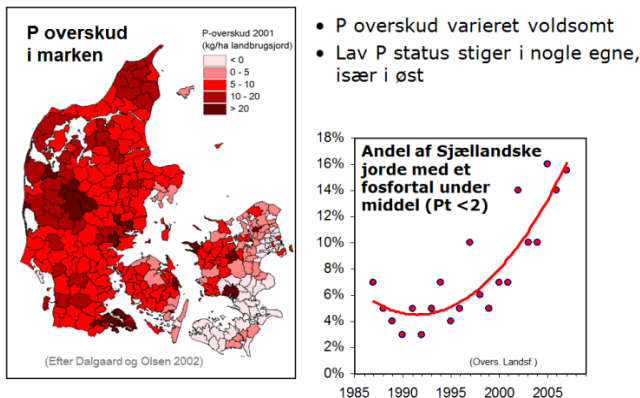 P overskud
i marken
P-overskud 2001
(kg/ha landbrugsjord)
< 0
0 - 5
5 - 10
10 - 20
> 20
(Efter Dalgaard og Olsen 2002)
• P overskud varieret voldsomt
• Lav P status stiger i nogle egne,
især i øst
18%
16%
14%
12%
10%
8%
6%
4%
2%
0%
Andel af Sjællandske
jorde med et
fosfortal under
middel (Pt <2)
(Overs. Landsf.)
1985 1990 1995 2000 2005